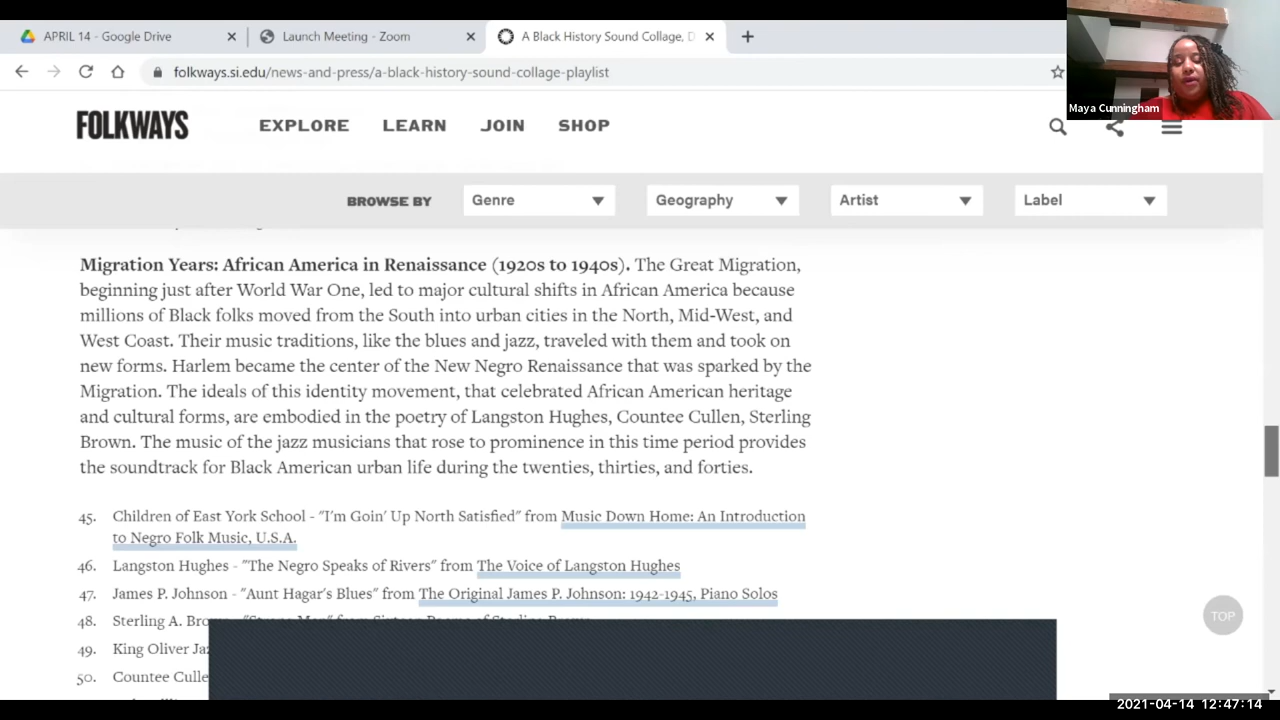 APRIL 14 - Google Drive
Launch Meeting - Zoom
A Black History Sound Collage, D
folkways.si.edu/news-and-press/a-black-history-sound-collage-playlist
Maya Cunningham
FOLKWAYS
EXPLORE
LEARN
JOIN
SHOP
BROWSE BY
Genre
Geography
Artist
Label
Migration Years: African America in Renaissance (1920s to 1940s). The Great Migration,
beginning just after World War One, led to major cultural shifts in African America because
millions of Black folks moved from the South into urban cities in the North, Mid-West, and
West Coast. Their music traditions, like the blues and jazz, traveled with them and took on
new forms. Harlem became the center of the New Negro Renaissance that was sparked by the
Migration. The ideals of this identity movement, that celebrated African American heritage
and cultural forms, are embodied in the poetry of Langston Hughes, Countee Cullen, Sterling
Brown. The music of the jazz musicians that rose to prominence in this time period provides
the soundtrack for Black American urban life during the twenties, thirties, and forties.
45. Children of East York School - "I'm Goin' Up North Satisfied" from Music Down Home: An Introduction
to Negro Folk Music, U.S.A.
46. Langston Hughes - "The Negro Speaks of Rivers" from The Voice of Langston Hughes
47. James P. Johnson - "Aunt Hagar's Blues" from The Original James P. Johnson: 1942-1945, Piano Solos
48. Sterling A.
49. King Oliver
50. Countee
TOP
2021-04-14 12:47:14